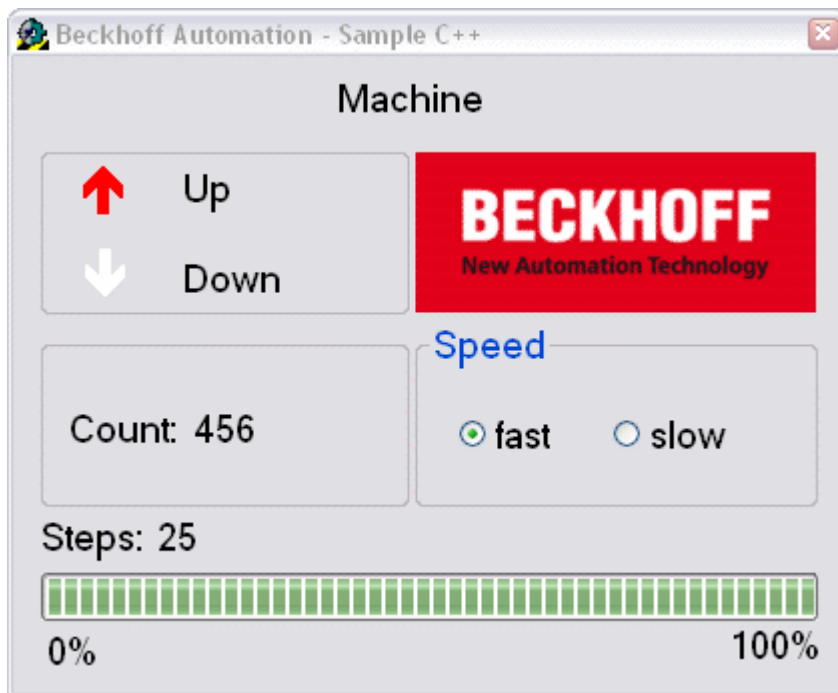 Beckhoff Automation - Sample C++
Machine
Up
Down
BECKHOFF
New Automation Technology
Speed
Count: 456
fast
slow
Steps: 25
0%
100%